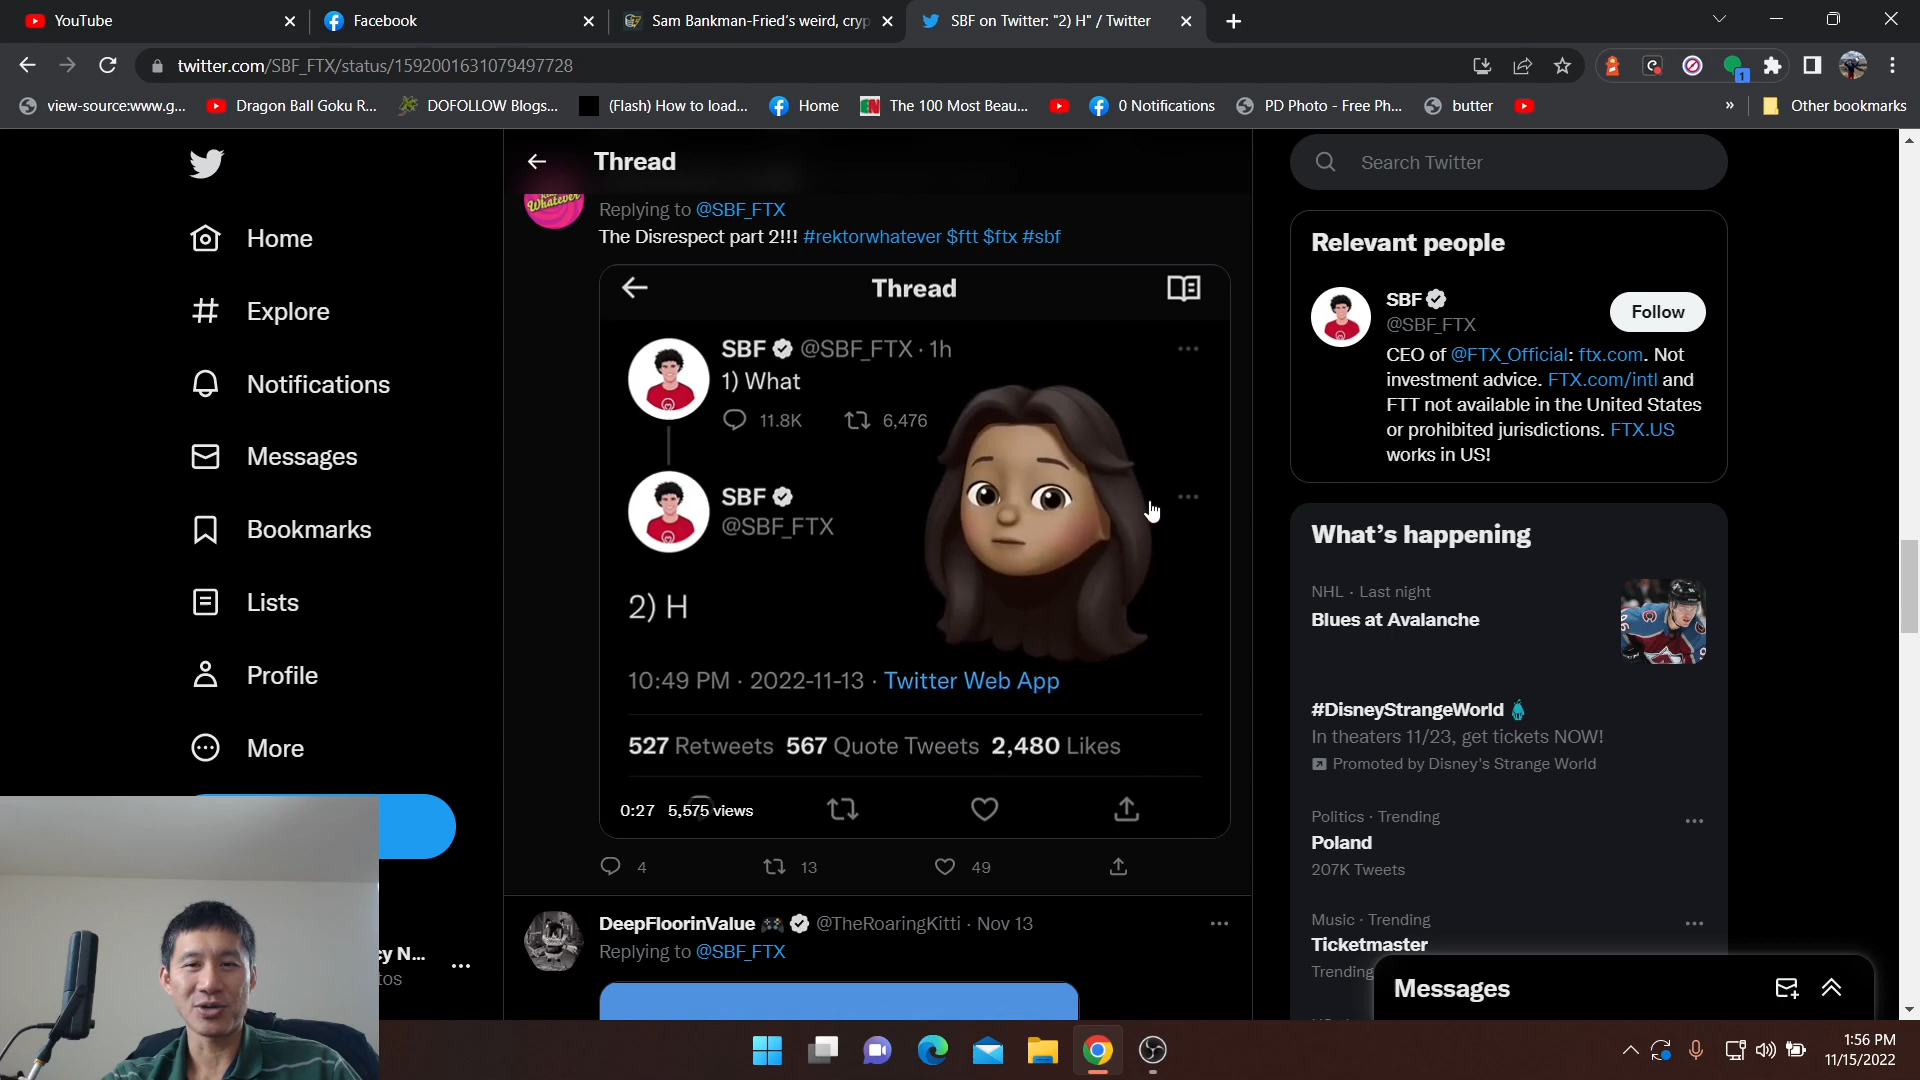 YouTube
Facebook
Sam Bankman-Fried's weird, cryp
SBF on Twitter: "2) H" / Twitter
twitter.com/SBF_FTX/status/1592001631079497728
view-source:www.g...
Dragon Ball Goku R...
DOFOLLOW Blogs...
(Flash) How to load...
Home
The 100 Most Beau...
0 Notifications
PD Photo - Free Ph...
butter
»
Other bookmarks
1
Home
Explore
Notifications
Messages
Bookmarks
Lists
Profile
More
cy N...
tos
Thread
Whatever
Replying to @SBF_FTX
The Disrespect part 2!!! #rektorwhatever $ftt $ftx #sbf
Thread
SBF @SBF_FTX · 1h
1) What
11.8K 6,476
SBF
@SBF_FTX
2) H
10:49 PM · 2022-11-13 · Twitter Web App
527 Retweets 567 Quote Tweets 2,480 Likes
0:27 5,575 views
4 13 49
DeepFloorinValue @TheRoaringKitti · Nov 13
Replying to @SBF_FTX
Search Twitter
Relevant people
SBF
@SBF_FTX
Follow
CEO of @FTX_Official: ftx.com. Not
investment advice. FTX.com/intl and
FTT not available in the United States
or prohibited jurisdictions. FTX.US
works in US!
What's happening
NHL · Last night
Blues at Avalanche
#DisneyStrangeWorld
In theaters 11/23, get tickets NOW!
Promoted by Disney's Strange World
Politics · Trending
Poland
207K Tweets
Music · Trending
Ticketmaster
Trending
Messages
1:56 PM
11/15/2022